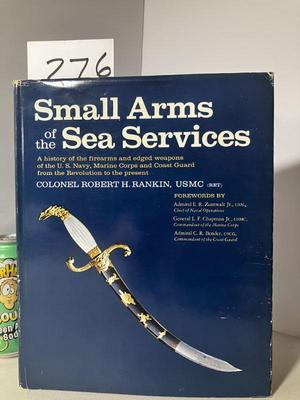 276
Small Arms
of the Sea Services
A history of the firearms and edged weapons
of the U. S. Navy, Marine Corps and Coast Guard
from the Revolution to the present
COLONEL ROBERT H. RANKIN, USMC (RET)
FOREWORDS BY
Admiral E. R. Zumwalt Jr., USN,
Chief of Naval Operations
General L. F. Chapman Jr., USMC,
Commandant of the Marine Corps
Admiral C. R. Bender, USCG,
Commandant of the Coast Guard